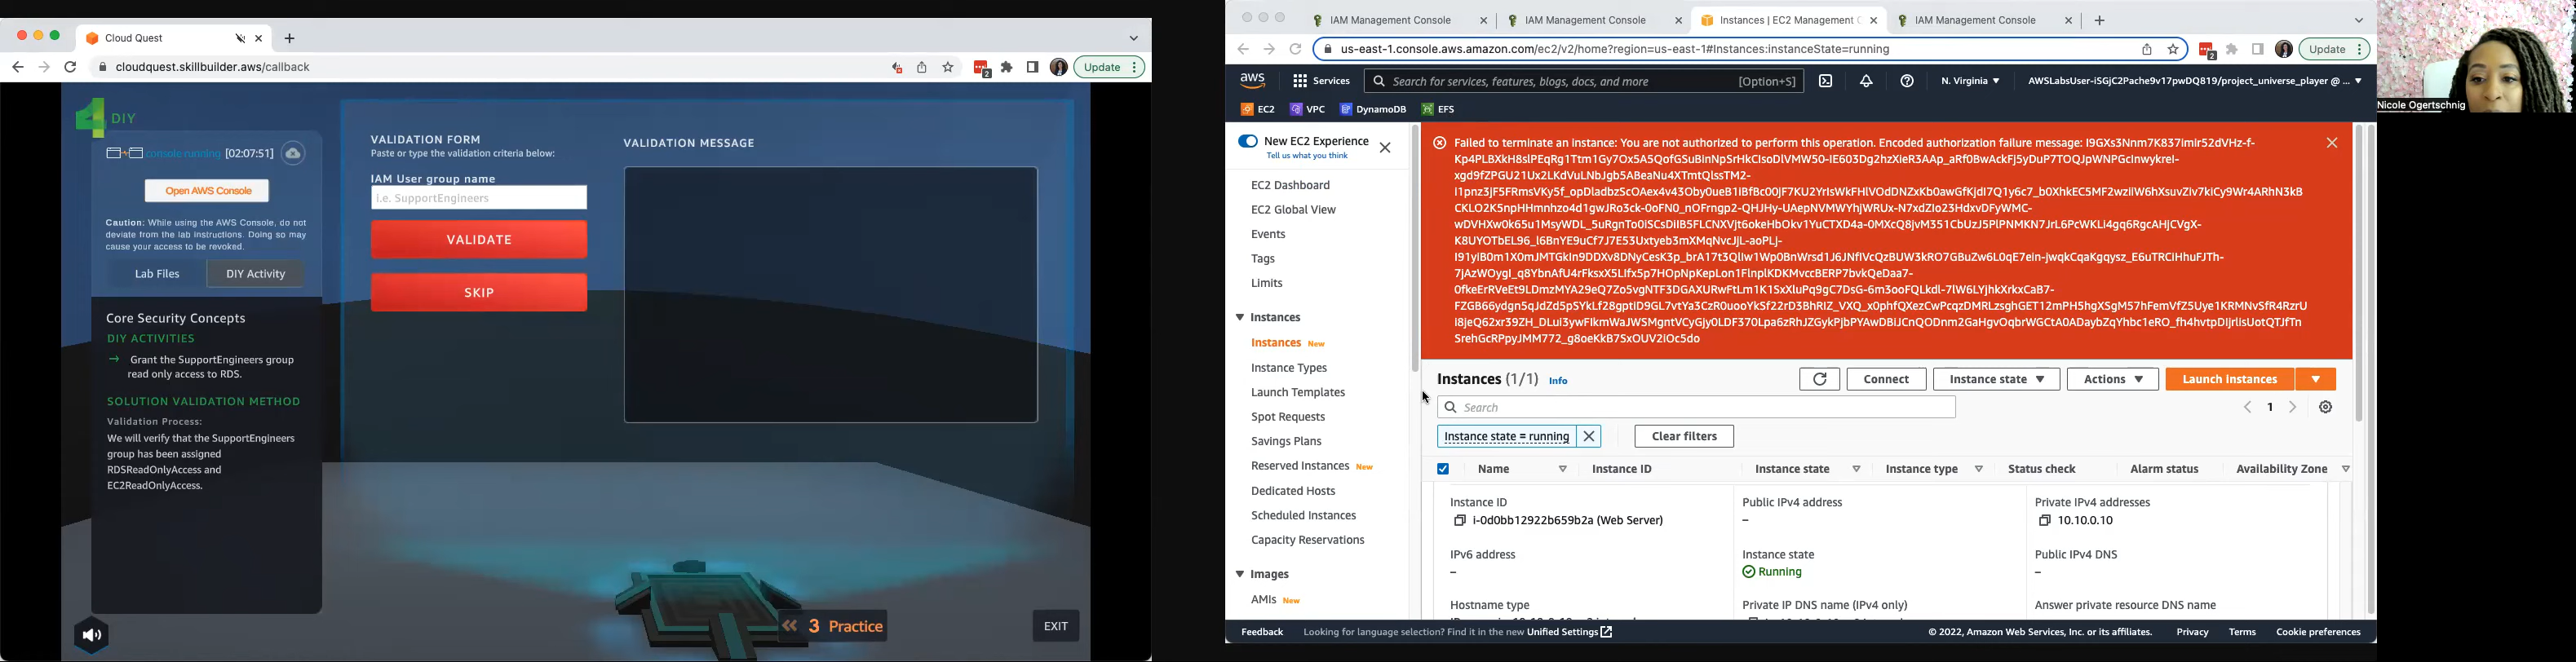 Cloud Quest
cloudquest.skillbuilder.aws/callback
Update
4 DIY
console running [02:07:51]
Open AWS Console
Caution: While using the AWS Console, do not
deviate from the lab instructions. Doing so may
cause your access to be revoked.
Lab Files
DIY Activity
Core Security Concepts
DIY ACTIVITIES
→ Grant the SupportEngineers group
read only access to RDS.
SOLUTION VALIDATION METHOD
Validation Process:
We will verify that the SupportEngineers
group has been assigned
RDSReadOnlyAccess and
EC2ReadOnlyAccess.
VALIDATION FORM
Paste or type the validation criteria below:
IAM User group name
i.e. SupportEngineers
VALIDATE
SKIP
VALIDATION MESSAGE
3 Practice
EXIT
IAM Management Console
IAM Management Console
Instances | EC2 Management C
IAM Management Console
us-east-1.console.aws.amazon.com/ec2/v2/home?region=us-east-1#Instances:instanceState=running
Update
aws
Services
Search for services, features, blogs, docs, and more
[Option+S]
N. Virginia
AWSLabsUser-iSGjC2Pache9v17pwDQ819/project_universe_player @ ...
EC2
VPC
DynamoDB
EFS
New EC2 Experience
Tell us what you think
EC2 Dashboard
EC2 Global View
Events
Tags
Limits
Instances
Instances New
Instance Types
Launch Templates
Spot Requests
Savings Plans
Reserved Instances New
Dedicated Hosts
Scheduled Instances
Capacity Reservations
Images
AMIs New
Failed to terminate an instance: You are not authorized to perform this operation. Encoded authorization failure message:
Instances (1/1) Info
Connect
Instance state
Actions
Launch instances
Search
1
Instance state = running
Clear filters
Name
Instance ID
Instance state
Instance type
Status check
Alarm status
Availability Zone
Instance ID
i-0d0bb12922b659b2a (Web Server)
Public IPv4 address
–
Private IPv4 addresses
10.10.0.10
IPv6 address
–
Instance state
Running
Public IPv4 DNS
–
Hostname type
Private IP DNS name (IPv4 only)
Answer private resource DNS name
Feedback
Looking for language selection? Find it in the new Unified Settings
© 2022, Amazon Web Services, Inc. or its affiliates.
Privacy
Terms
Cookie preferences
Nicole Ogertschnig